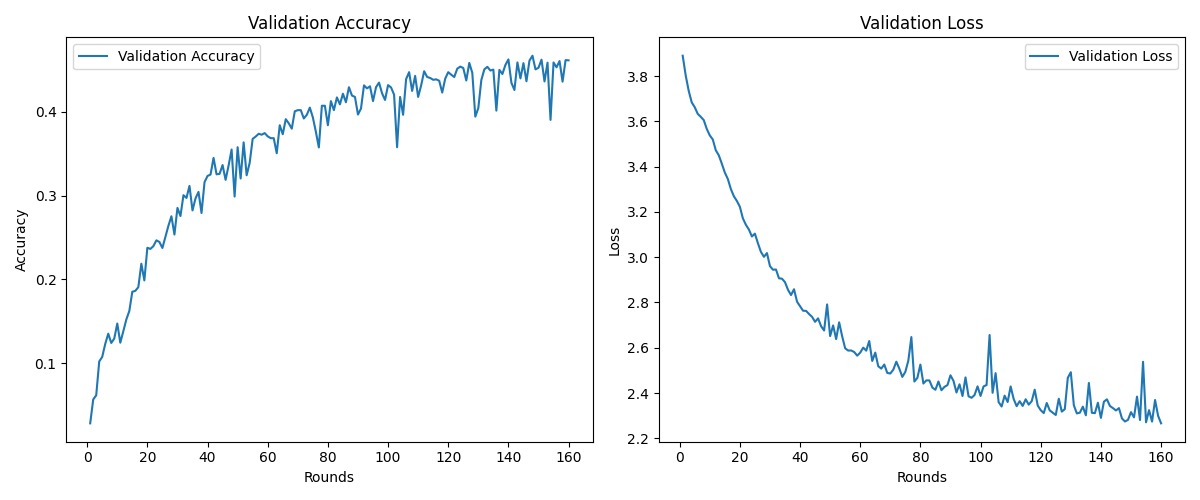 Validation Accuracy
Validation Accuracy
Accuracy
0.4
0.3
0.2
0.1
0 20 40 60 80 100 120 140 160
Rounds
Validation Loss
Validation Loss
Loss
3.8
3.6
3.4
3.2
3.0
2.8
2.6
2.4
2.2
0 20 40 60 80 100 120 140 160
Rounds